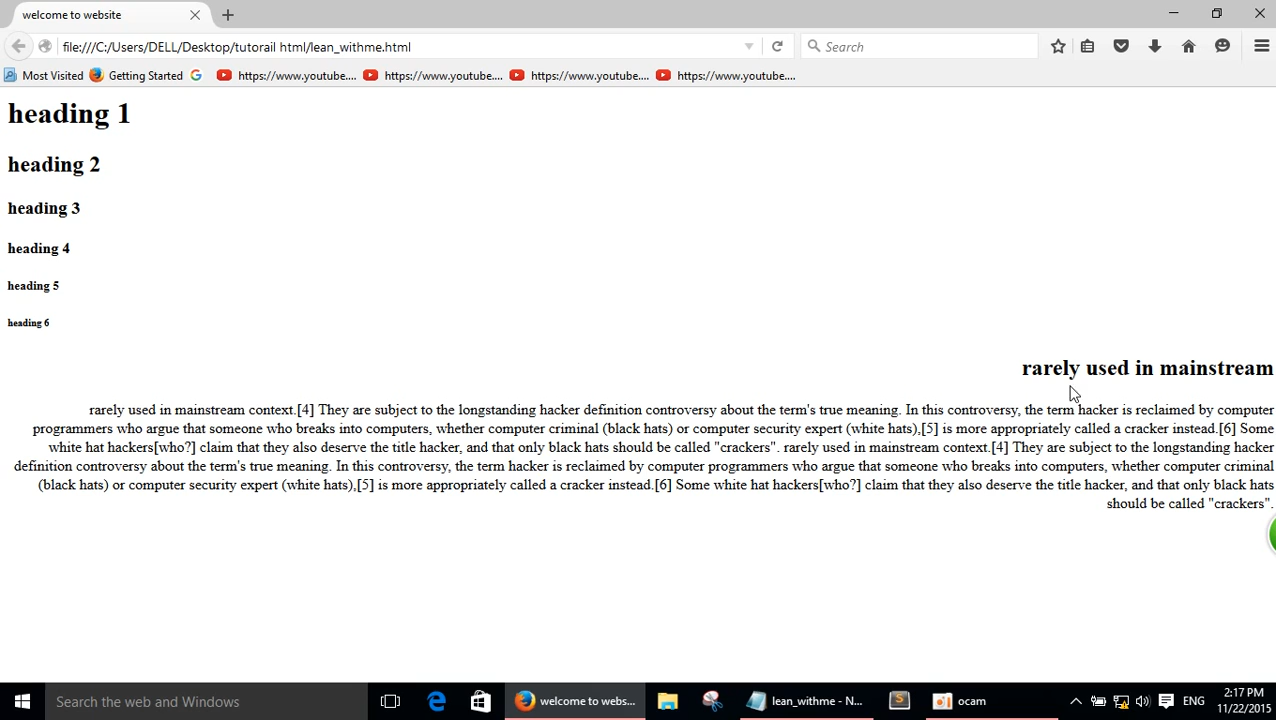 welcome to website
file:///C:/Users/DELL/Desktop/tutorail html/lean_withme.html
Search
Most Visited
Getting Started
https://www.youtube....
https://www.youtube....
https://www.youtube....
https://www.youtube....
heading 1
heading 2
heading 3
heading 4
heading 5
heading 6
rarely used in mainstream
rarely used in mainstream context.[4] They are subject to the longstanding hacker definition controversy about the term's true meaning. In this controversy, the term hacker is reclaimed by computer
programmers who argue that someone who breaks into computers, whether computer criminal (black hats) or computer security expert (white hats),[5] is more appropriately called a cracker instead.[6] Some
white hat hackers[who?] claim that they also deserve the title hacker, and that only black hats should be called "crackers". rarely used in mainstream context.[4] They are subject to the longstanding hacker
definition controversy about the term's true meaning. In this controversy, the term hacker is reclaimed by computer programmers who argue that someone who breaks into computers, whether computer criminal
(black hats) or computer security expert (white hats),[5] is more appropriately called a cracker instead.[6] Some white hat hackers[who?] claim that they also deserve the title hacker, and that only black hats
should be called "crackers".
Search the web and Windows
welcome to webs...
lean_withme - N...
ocam
ENG
2:17 PM
11/22/2015